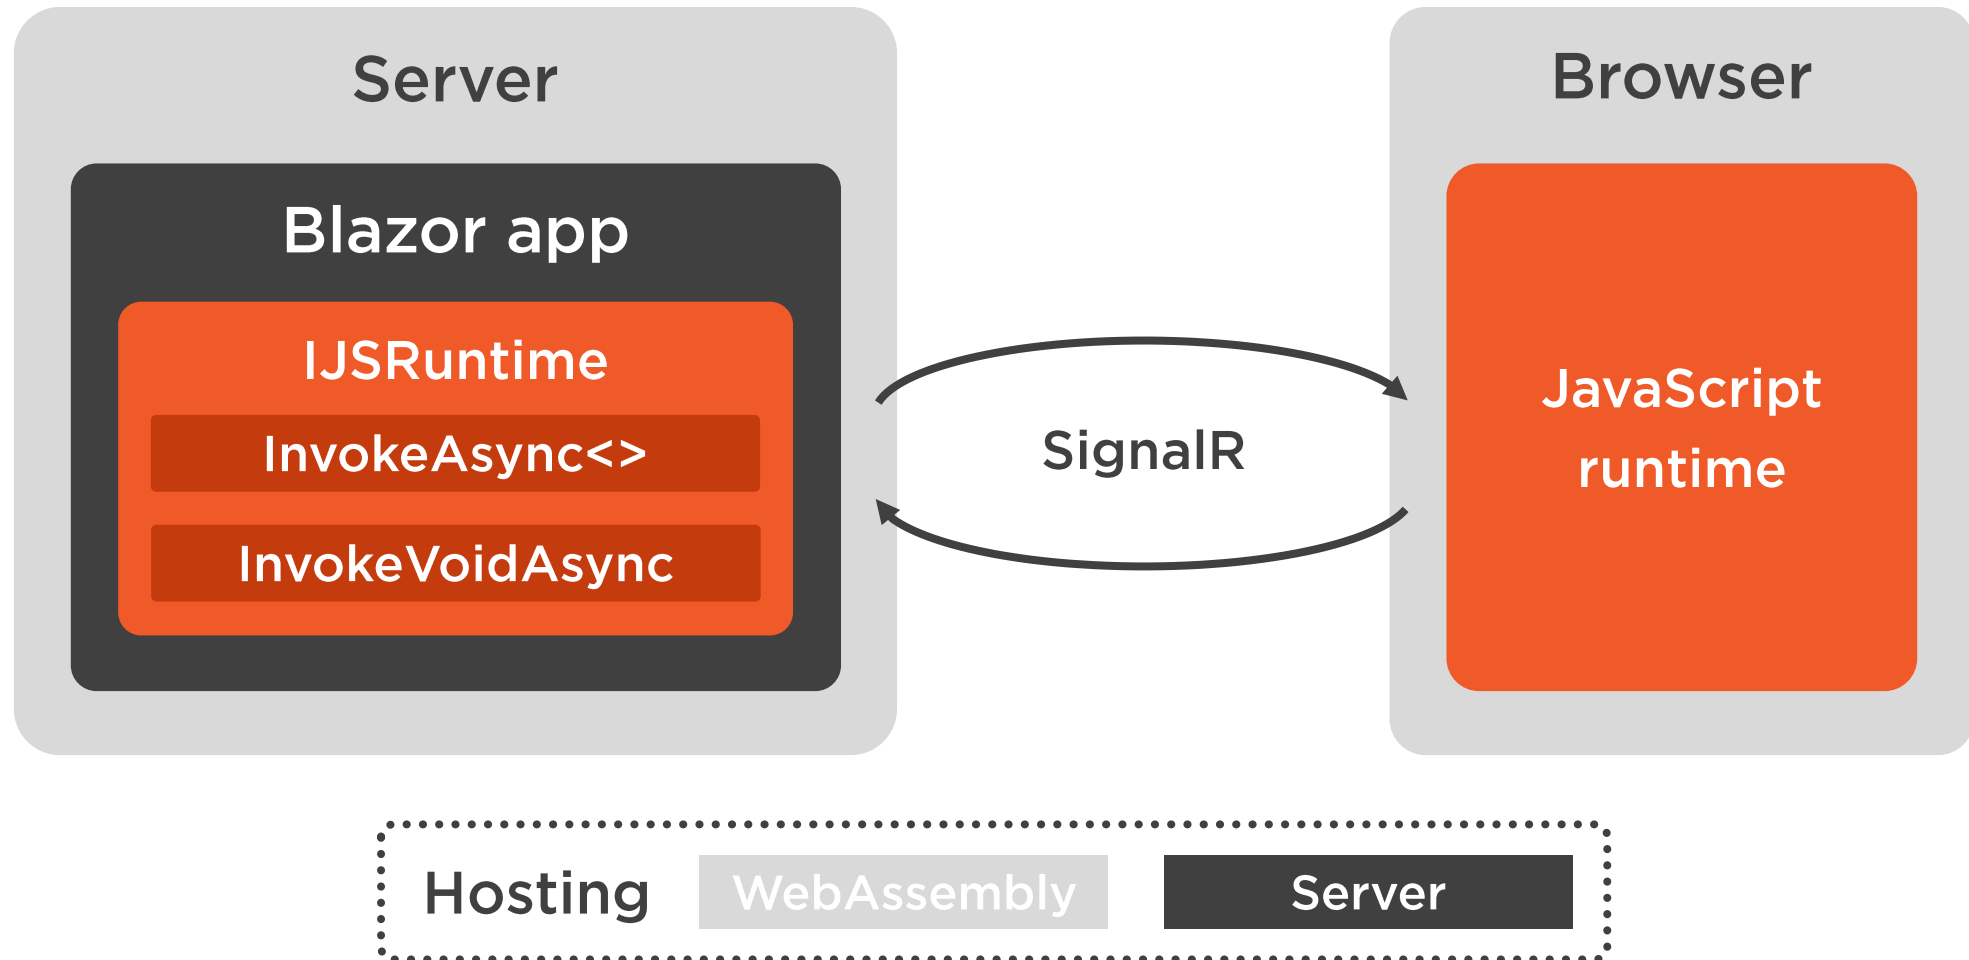 Server
Blazor app
IJSRuntime
InvokeAsync<>
InvokeVoidAsync
SignalR
Browser
JavaScript
runtime
Hosting
WebAssembly
Server